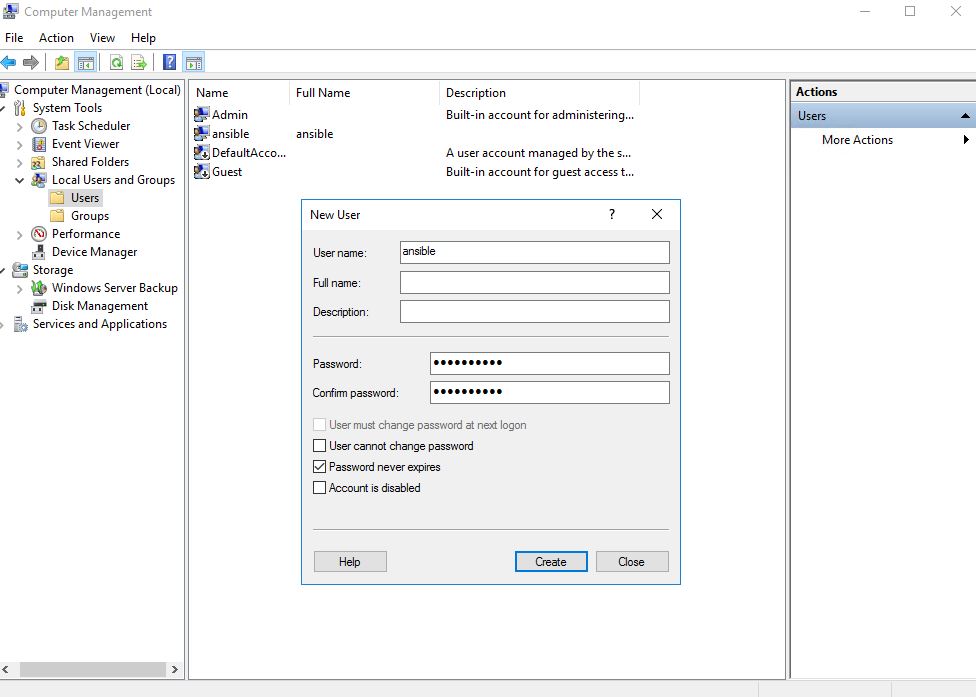 Computer Management
File Action View Help
Computer Management (Local)
System Tools
Task Scheduler
Event Viewer
Shared Folders
Local Users and Groups
Users
Groups
Performance
Device Manager
Storage
Windows Server Backup
Disk Management
Services and Applications
Name Full Name Description
Admin Built-in account for administering...
ansible ansible
DefaultAcco... A user account managed by the s...
Guest Built-in account for guest access t...
Actions
Users
More Actions
New User ?
User name: ansible
Full name:
Description:
Password: ●●●●●●●●●●
Confirm password: ●●●●●●●●●●
User must change password at next logon
User cannot change password
Password never expires
Account is disabled
Help Create Close